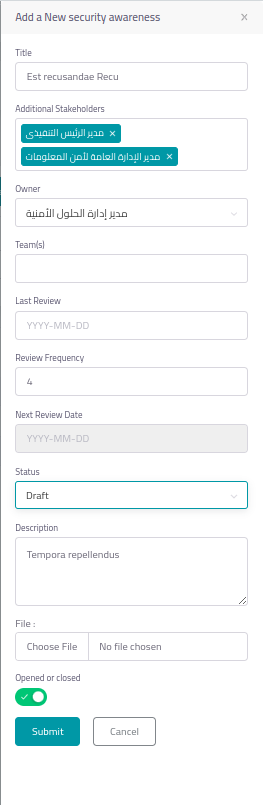 Add a New security awareness ×
Title
Est recusandae Recu
Additional Stakeholders
مدير الرئيس التنفيذى ×
مدير الإدارة العامة لأمن المعلومات ×
Owner
مدير إدارة الحلول الأمنية
Team(s)
Last Review
YYYY-MM-DD
Review Frequency
4
Next Review Date
YYYY-MM-DD
Status
Draft
Description
Tempora repellendus
File :
Choose File No file chosen
Opened or closed
Submit Cancel